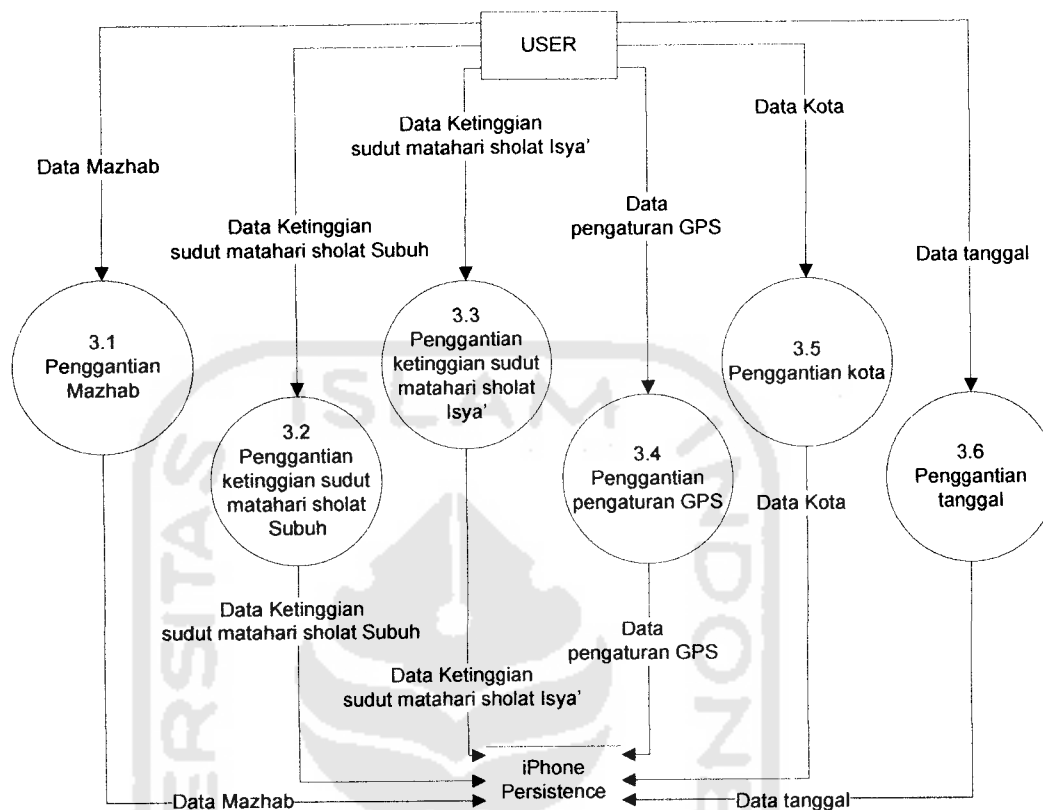 USER
Data Ketinggian
sudut matahari sholat Isya'
Data Kota
Data Mazhab
Data Ketinggian
sudut matahari sholat Subuh
Data
pengaturan GPS
Data tanggal
3.1
Penggantian
Mazhab
3.2
Penggantian
ketinggian sudut
matahari sholat
Subuh
3.3
Penggantian
ketinggian sudut
matahari sholat
Isya'
3.4
Penggantian
pengaturan GPS
3.5
Penggantian kota
3.6
Penggantian
tanggal
Data Kota
Data Ketinggian
sudut matahari sholat Subuh
Data Ketinggian
sudut matahari sholat Isya'
Data
pengaturan GPS
iPhone
Persistence
Data Mazhab
Data tanggal
ISLAM
ERSITAS
INDONE